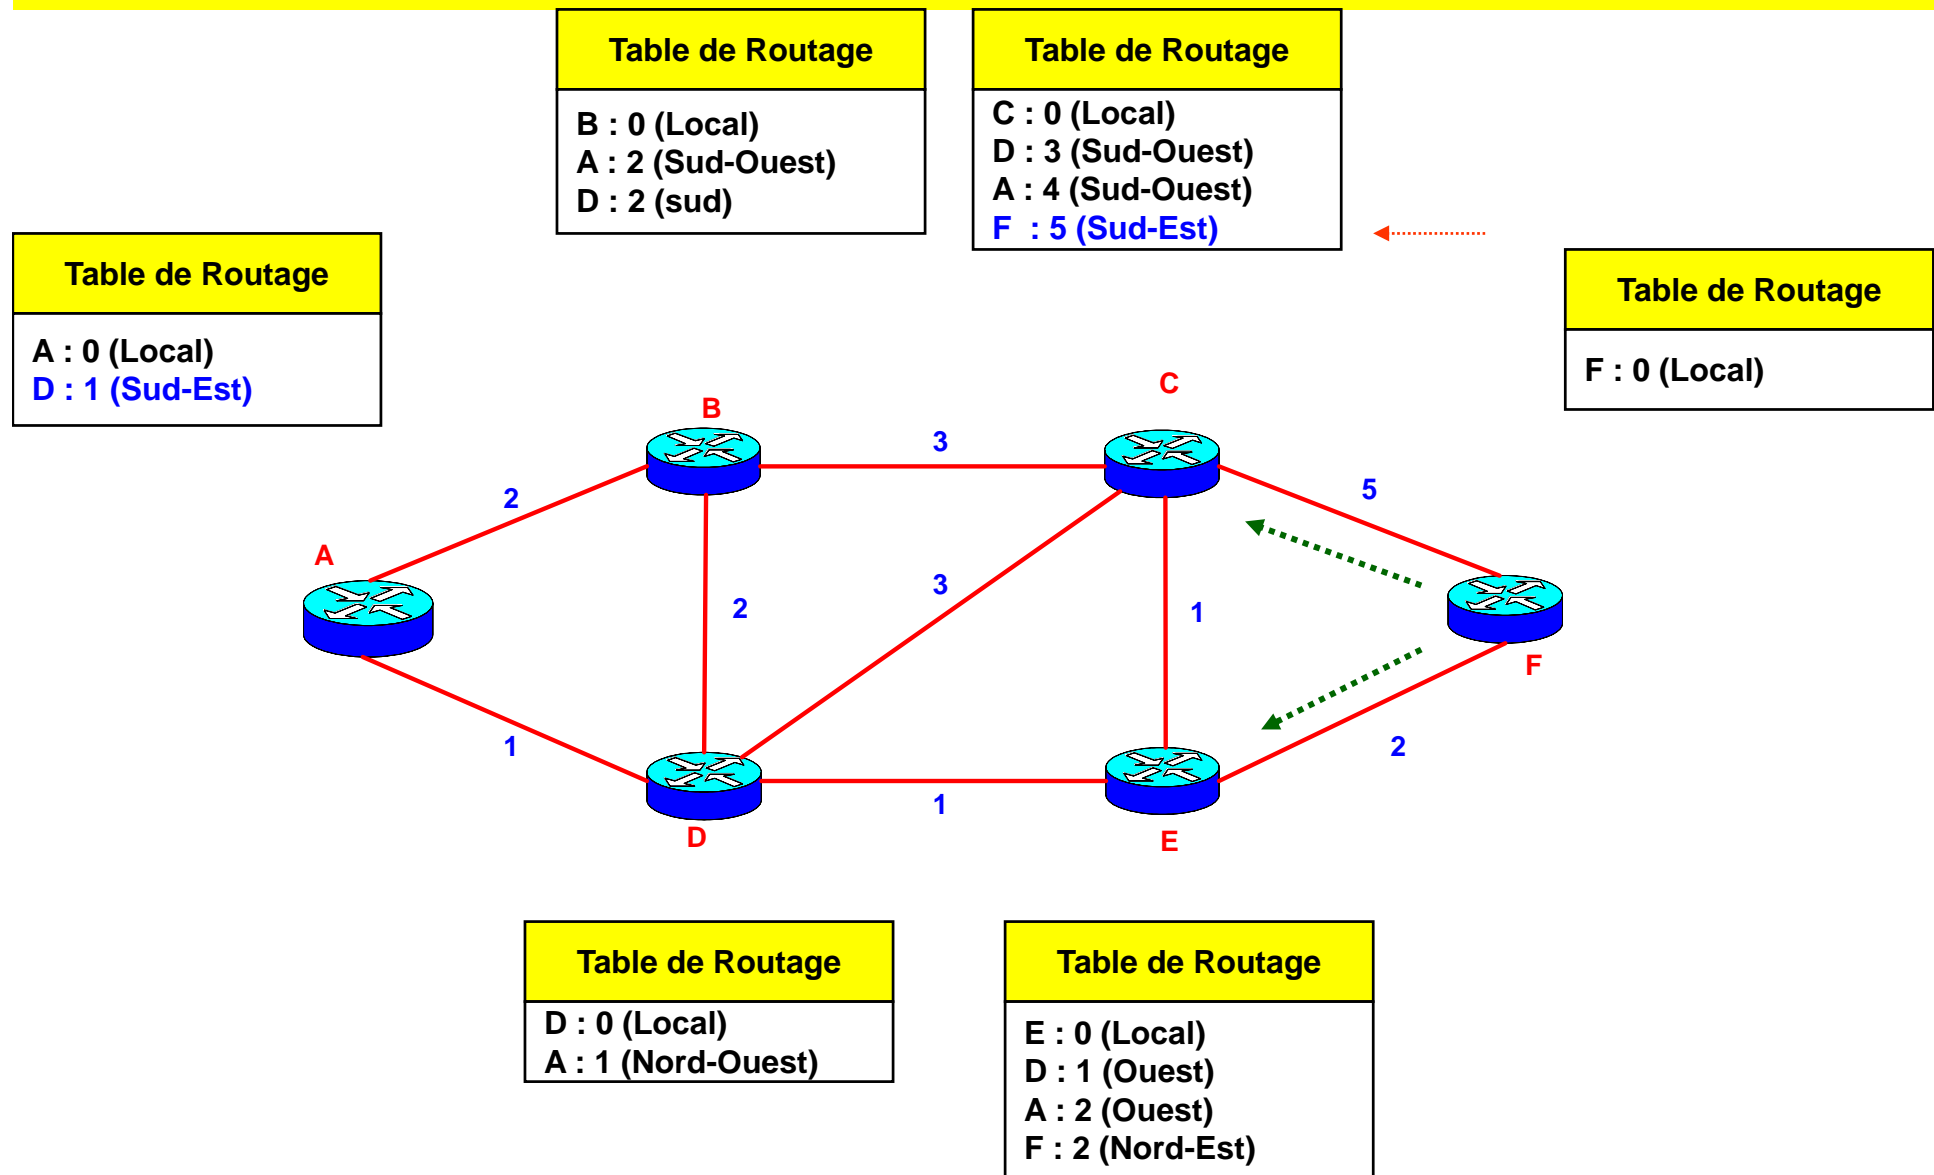 Table de Routage
B : 0 (Local)
A : 2 (Sud-Ouest)
D : 2 (sud)
Table de Routage
C : 0 (Local)
D : 3 (Sud-Ouest)
A : 4 (Sud-Ouest)
F : 5 (Sud-Est)
Table de Routage
A : 0 (Local)
D : 1 (Sud-Est)
Table de Routage
F : 0 (Local)
C
B
3
5
2
A
3
2
1
F
1
2
1
D
E
Table de Routage
D : 0 (Local)
A : 1 (Nord-Ouest)
Table de Routage
E : 0 (Local)
D : 1 (Ouest)
A : 2 (Ouest)
F : 2 (Nord-Est)